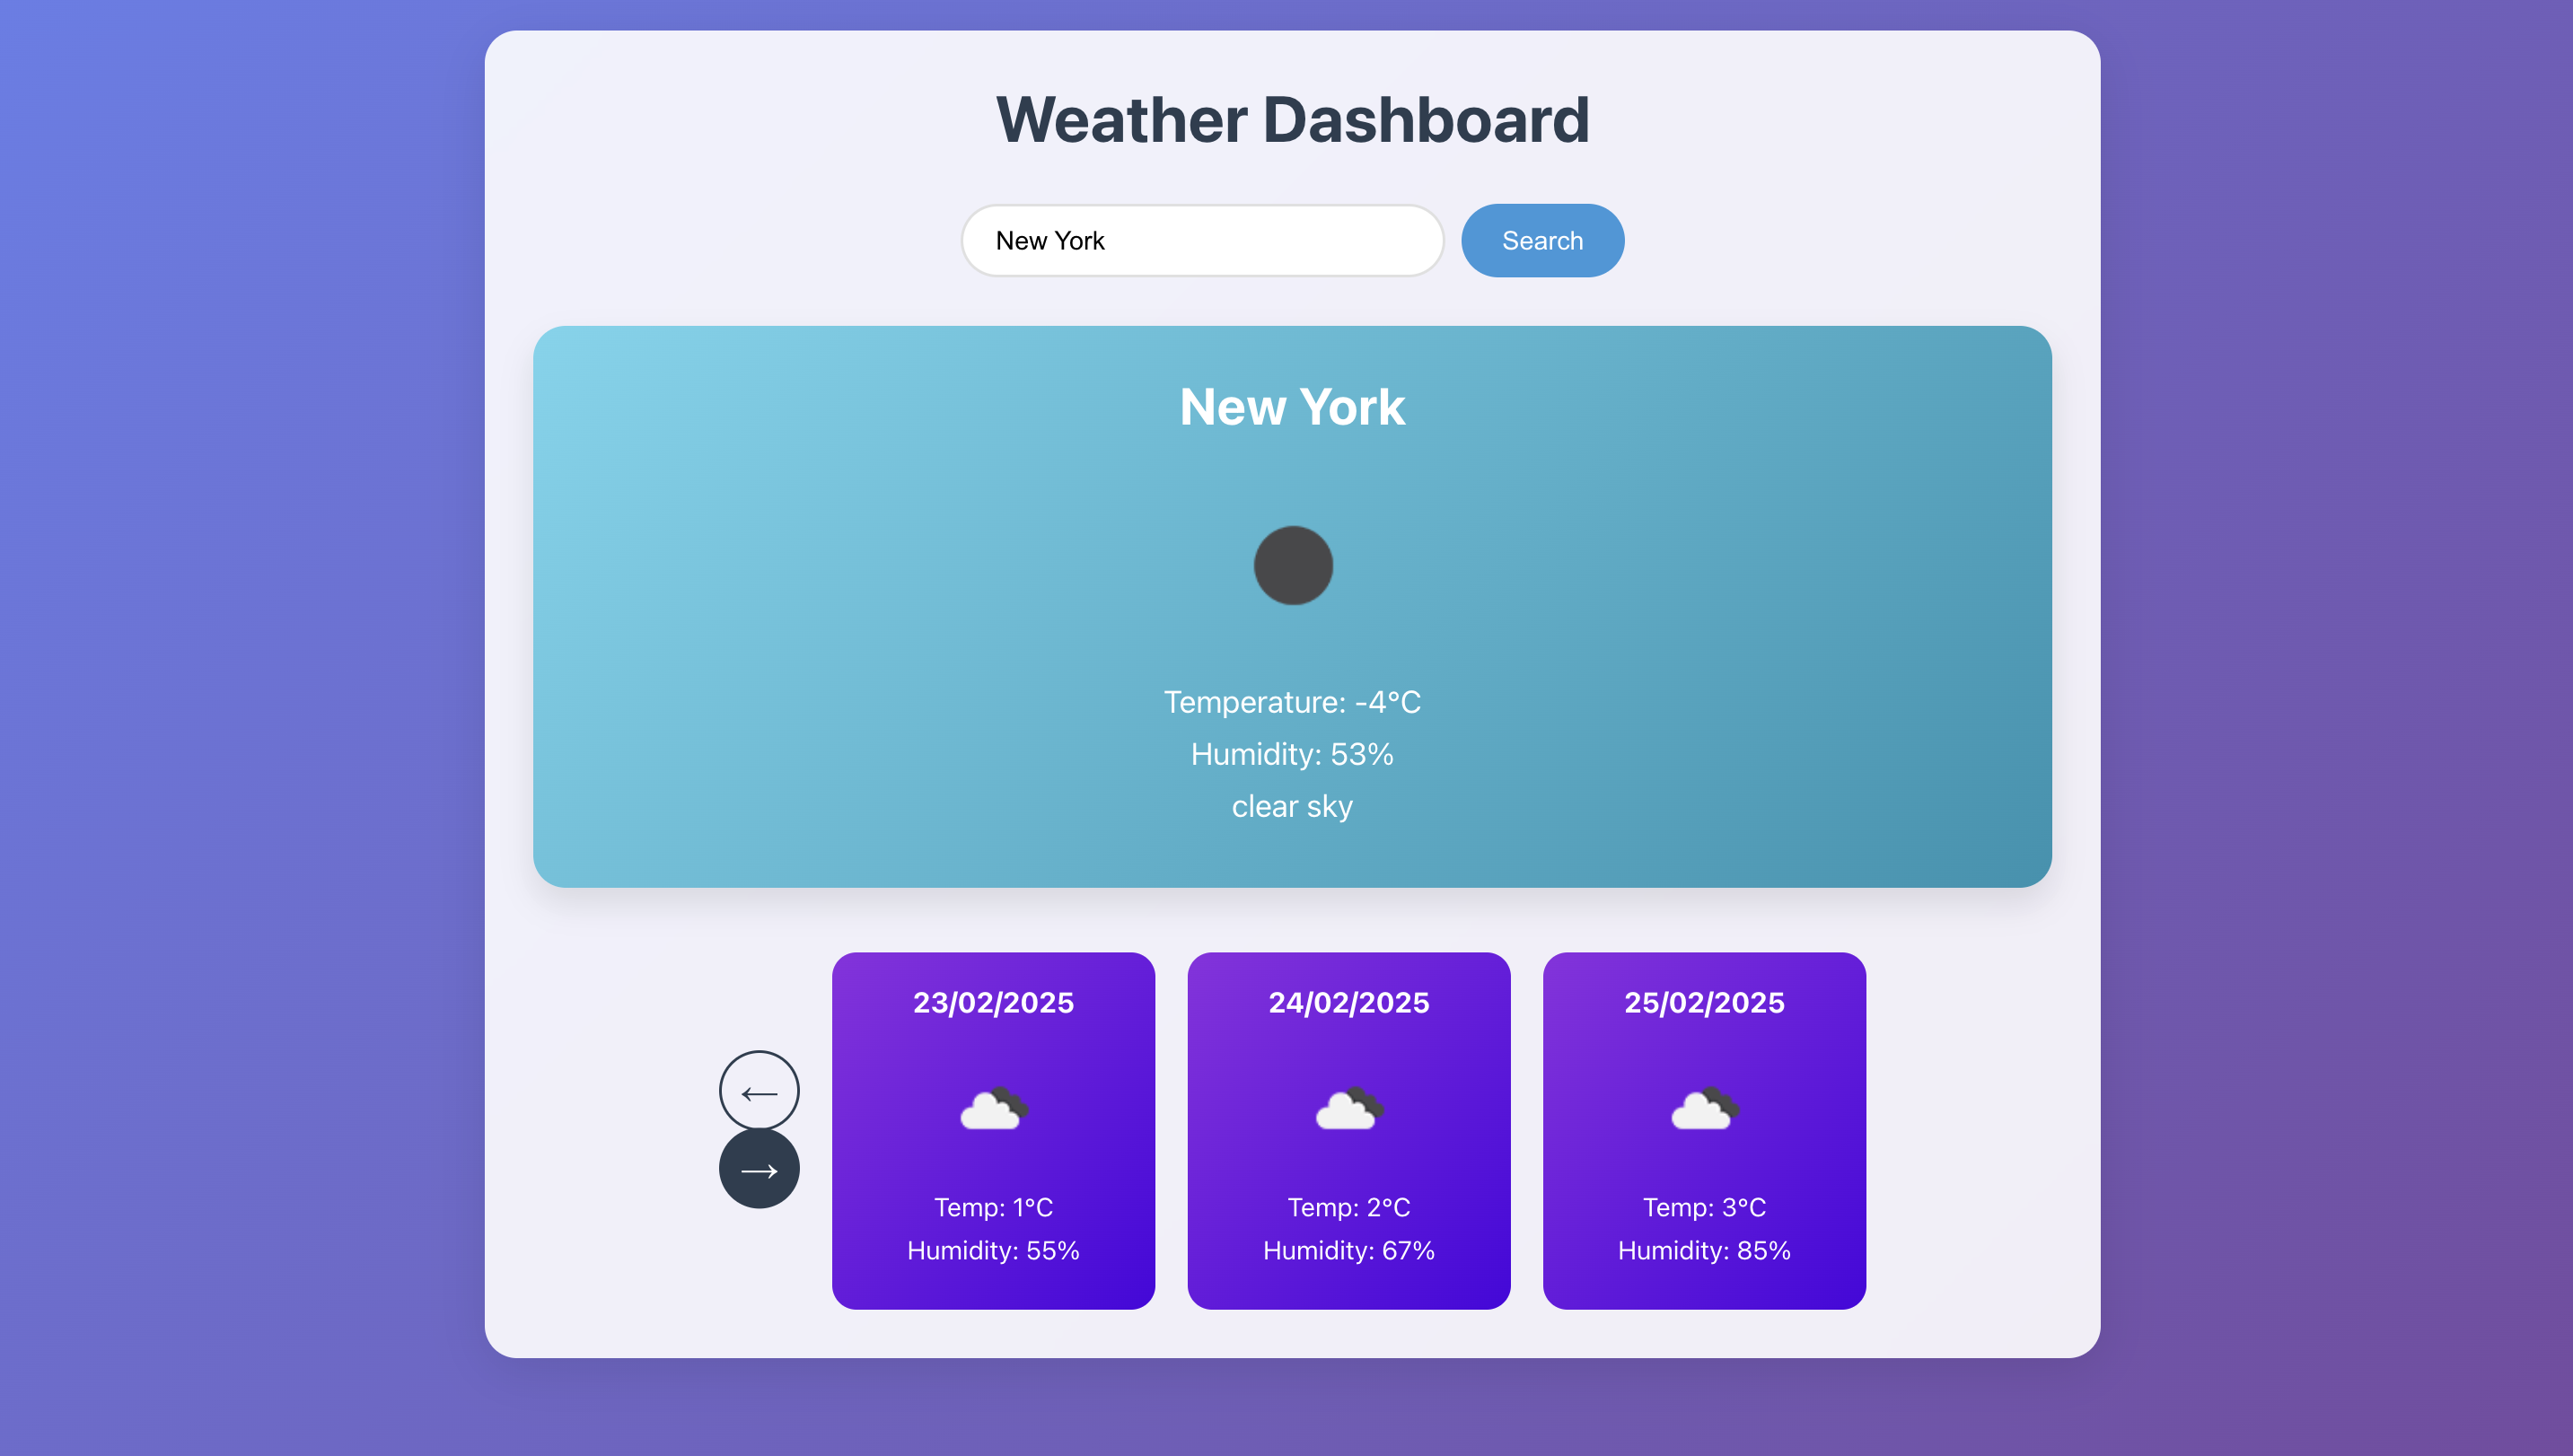 Weather Dashboard
New York
Search
New York
Temperature: -4°C
Humidity: 53%
clear sky
←
→
23/02/2025
Temp: 1°C
Humidity: 55%
24/02/2025
Temp: 2°C
Humidity: 67%
25/02/2025
Temp: 3°C
Humidity: 85%